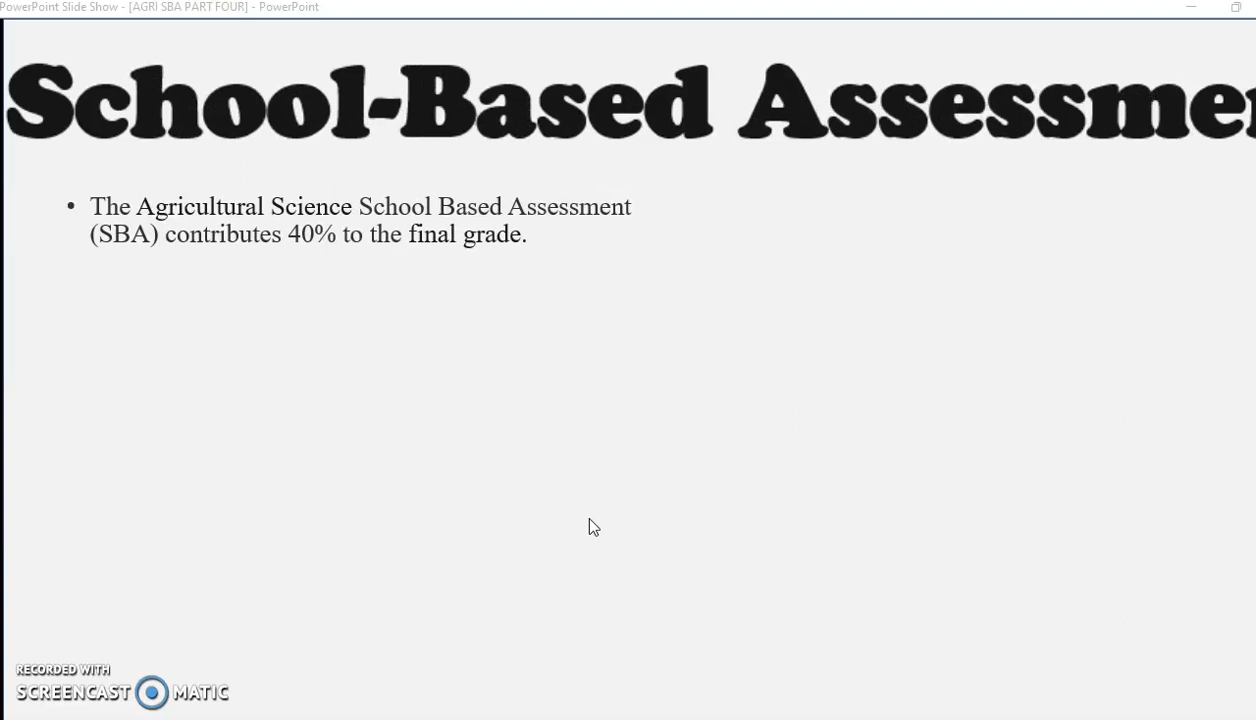 PowerPoint Slide Show - [AGRI SBA PART FOUR] - PowerPoint
School-Based Assessme
• The Agricultural Science School Based Assessment
(SBA) contributes 40% to the final grade.
RECORDED WITH
SCREENCAST MATIC